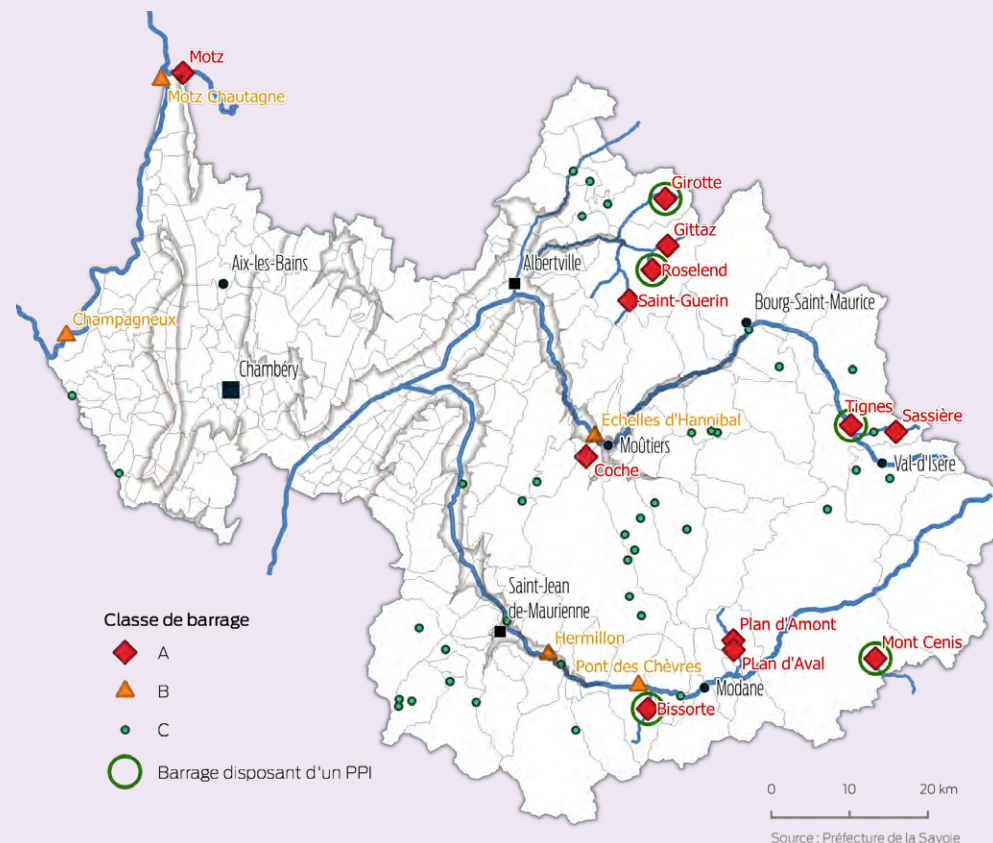 Motz
Motz Chautagne
Girotte
Gittaz
Aix-les-Bains
Albertville
Roselend
Saint-Guerin
Bourg-Saint-Maurice
Champagneux
Chambéry
Tignes
Sassière
Echelles d'Hannibal
Moûtiers
Coche
Val-d'Isère
Saint-Jean
de-Maurienne
Plan d'Amont
Hermillon
PLan d'Aval
Mont Cenis
Pont des Chèvres
Modane
Bissorte
Classe de barrage
A
B
C
Barrage disposant d'un PPI
0 10 20 km
Source : Préfecture de la Savoie